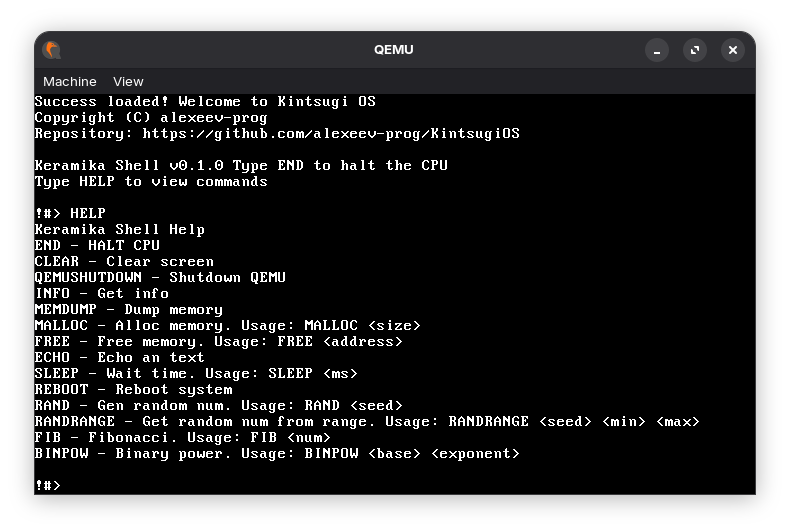 QEMU
Machine View
Success loaded! Welcome to Kintsugi OS
Copyright (C) alexeev-prog
Repository: https://github.com/alexeev-prog/KintsugiOS
Keramika Shell v0.1.0 Type END to halt the CPU
Type HELP to view commands
!#> HELP
Keramika Shell Help
END - HALT CPU
CLEAR - Clear screen
QEMUSHUTDOWN - Shutdown QEMU
INFO - Get info
MEMDUMP - Dump memory
MALLOC - Alloc memory. Usage: MALLOC <size>
FREE - Free memory. Usage: FREE <address>
ECHO - Echo an text
SLEEP - Wait time. Usage: SLEEP <ms>
REBOOT - Reboot system
RAND - Gen random num. Usage: RAND <seed>
RANDRANGE - Get random num from range. Usage: RANDRANGE <seed> <min> <max>
FIB - Fibonacci. Usage: FIB <num>
BINPOW - Binary power. Usage: BINPOW <base> <exponent>
!#>